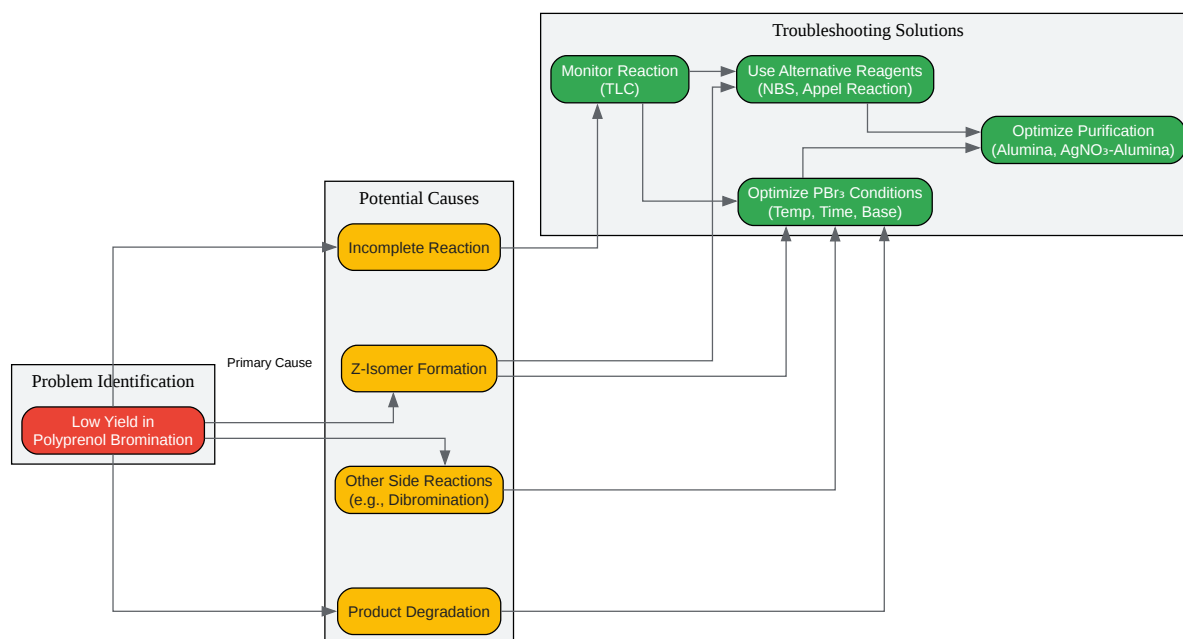 Troubleshooting Solutions
Monitor Reaction
(TLC)
Use Alternative Reagents
(NBS, Appel Reaction)
Optimize Purification
(Alumina, AgNO₃-Alumina)
Optimize PBr₃ Conditions
(Temp, Time, Base)
Potential Causes
Incomplete Reaction
Primary Cause
Z-Isomer Formation
Problem Identification
Low Yield in
Polyprenol Bromination
Other Side Reactions
(e.g., Dibromination)
Product Degradation